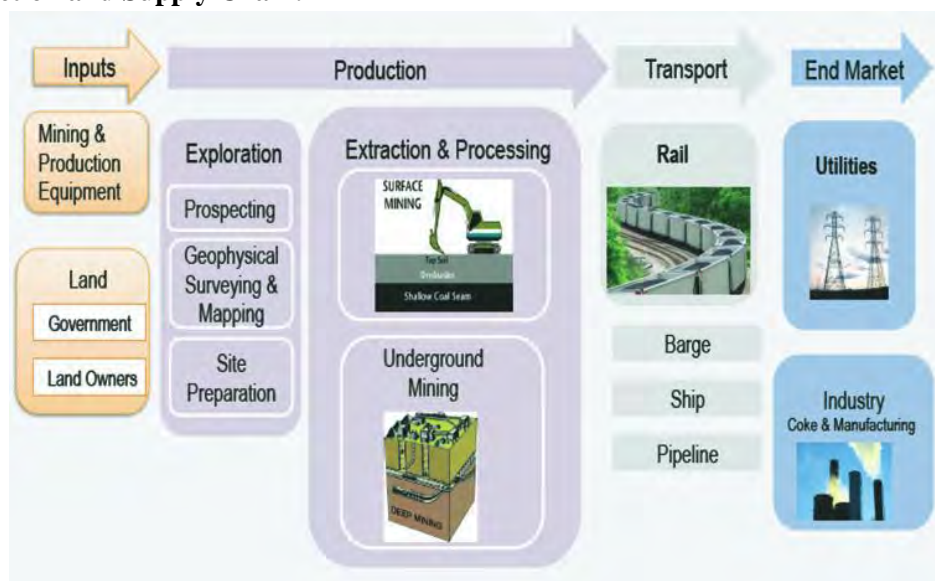 Inputs
Production
Transport
End Market
Mining &
Production
Equipment
Land
Government
Land Owners
Exploration
Prospecting
Geophysical
Surveying &
Mapping
Site
Preparation
Extraction & Processing
SURFACE
MINING
Top Soil
Overburden
Shallow Coal Seam
Underground
Mining
DEEP MINING
Rail
Barge
Ship
Pipeline
Utilities
Industry
Coke & Manufacturing